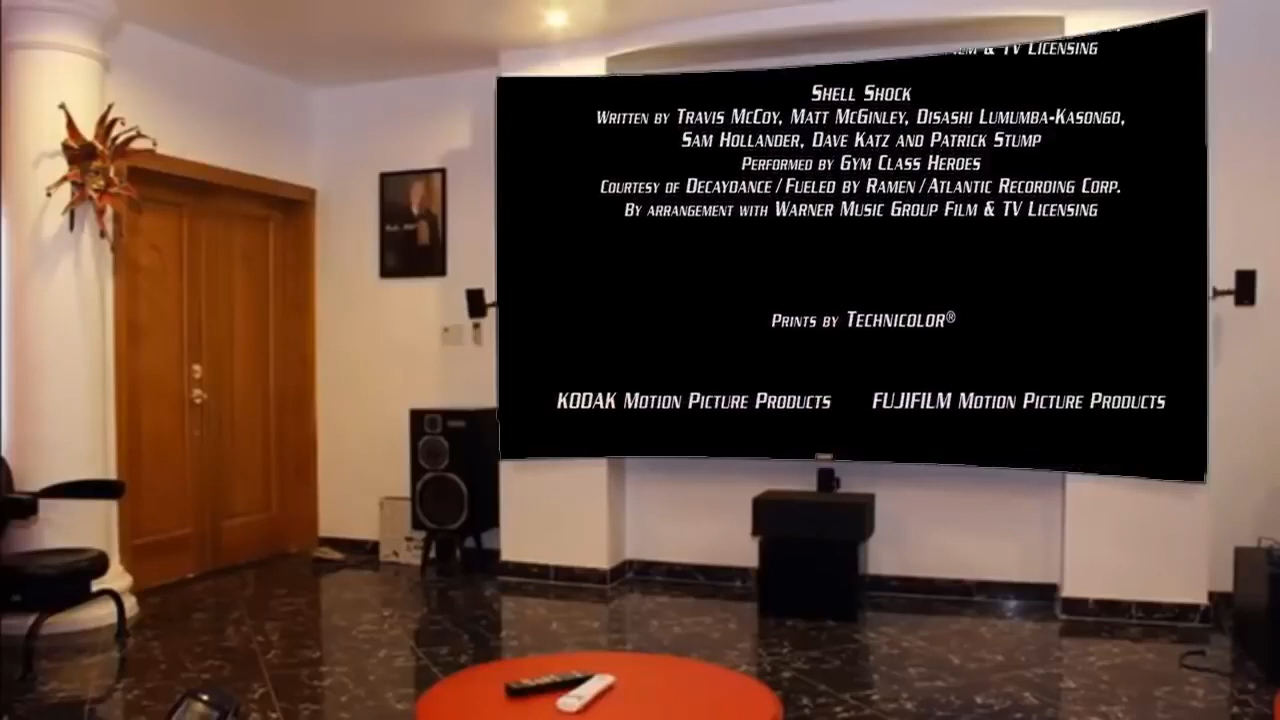 & TV Licensing
Shell Shock
Written by Travis McCoy, Matt McGinley, Disashi Lumumba-Kasongo,
Sam Hollander, Dave Katz and Patrick Stump
Performed by Gym Class Heroes
Courtesy of Decaydance / Fueled by Ramen / Atlantic Recording Corp.
By arrangement with Warner Music Group Film & TV Licensing
Prints by Technicolor®
KODAK Motion Picture Products FUJIFILM Motion Picture Products